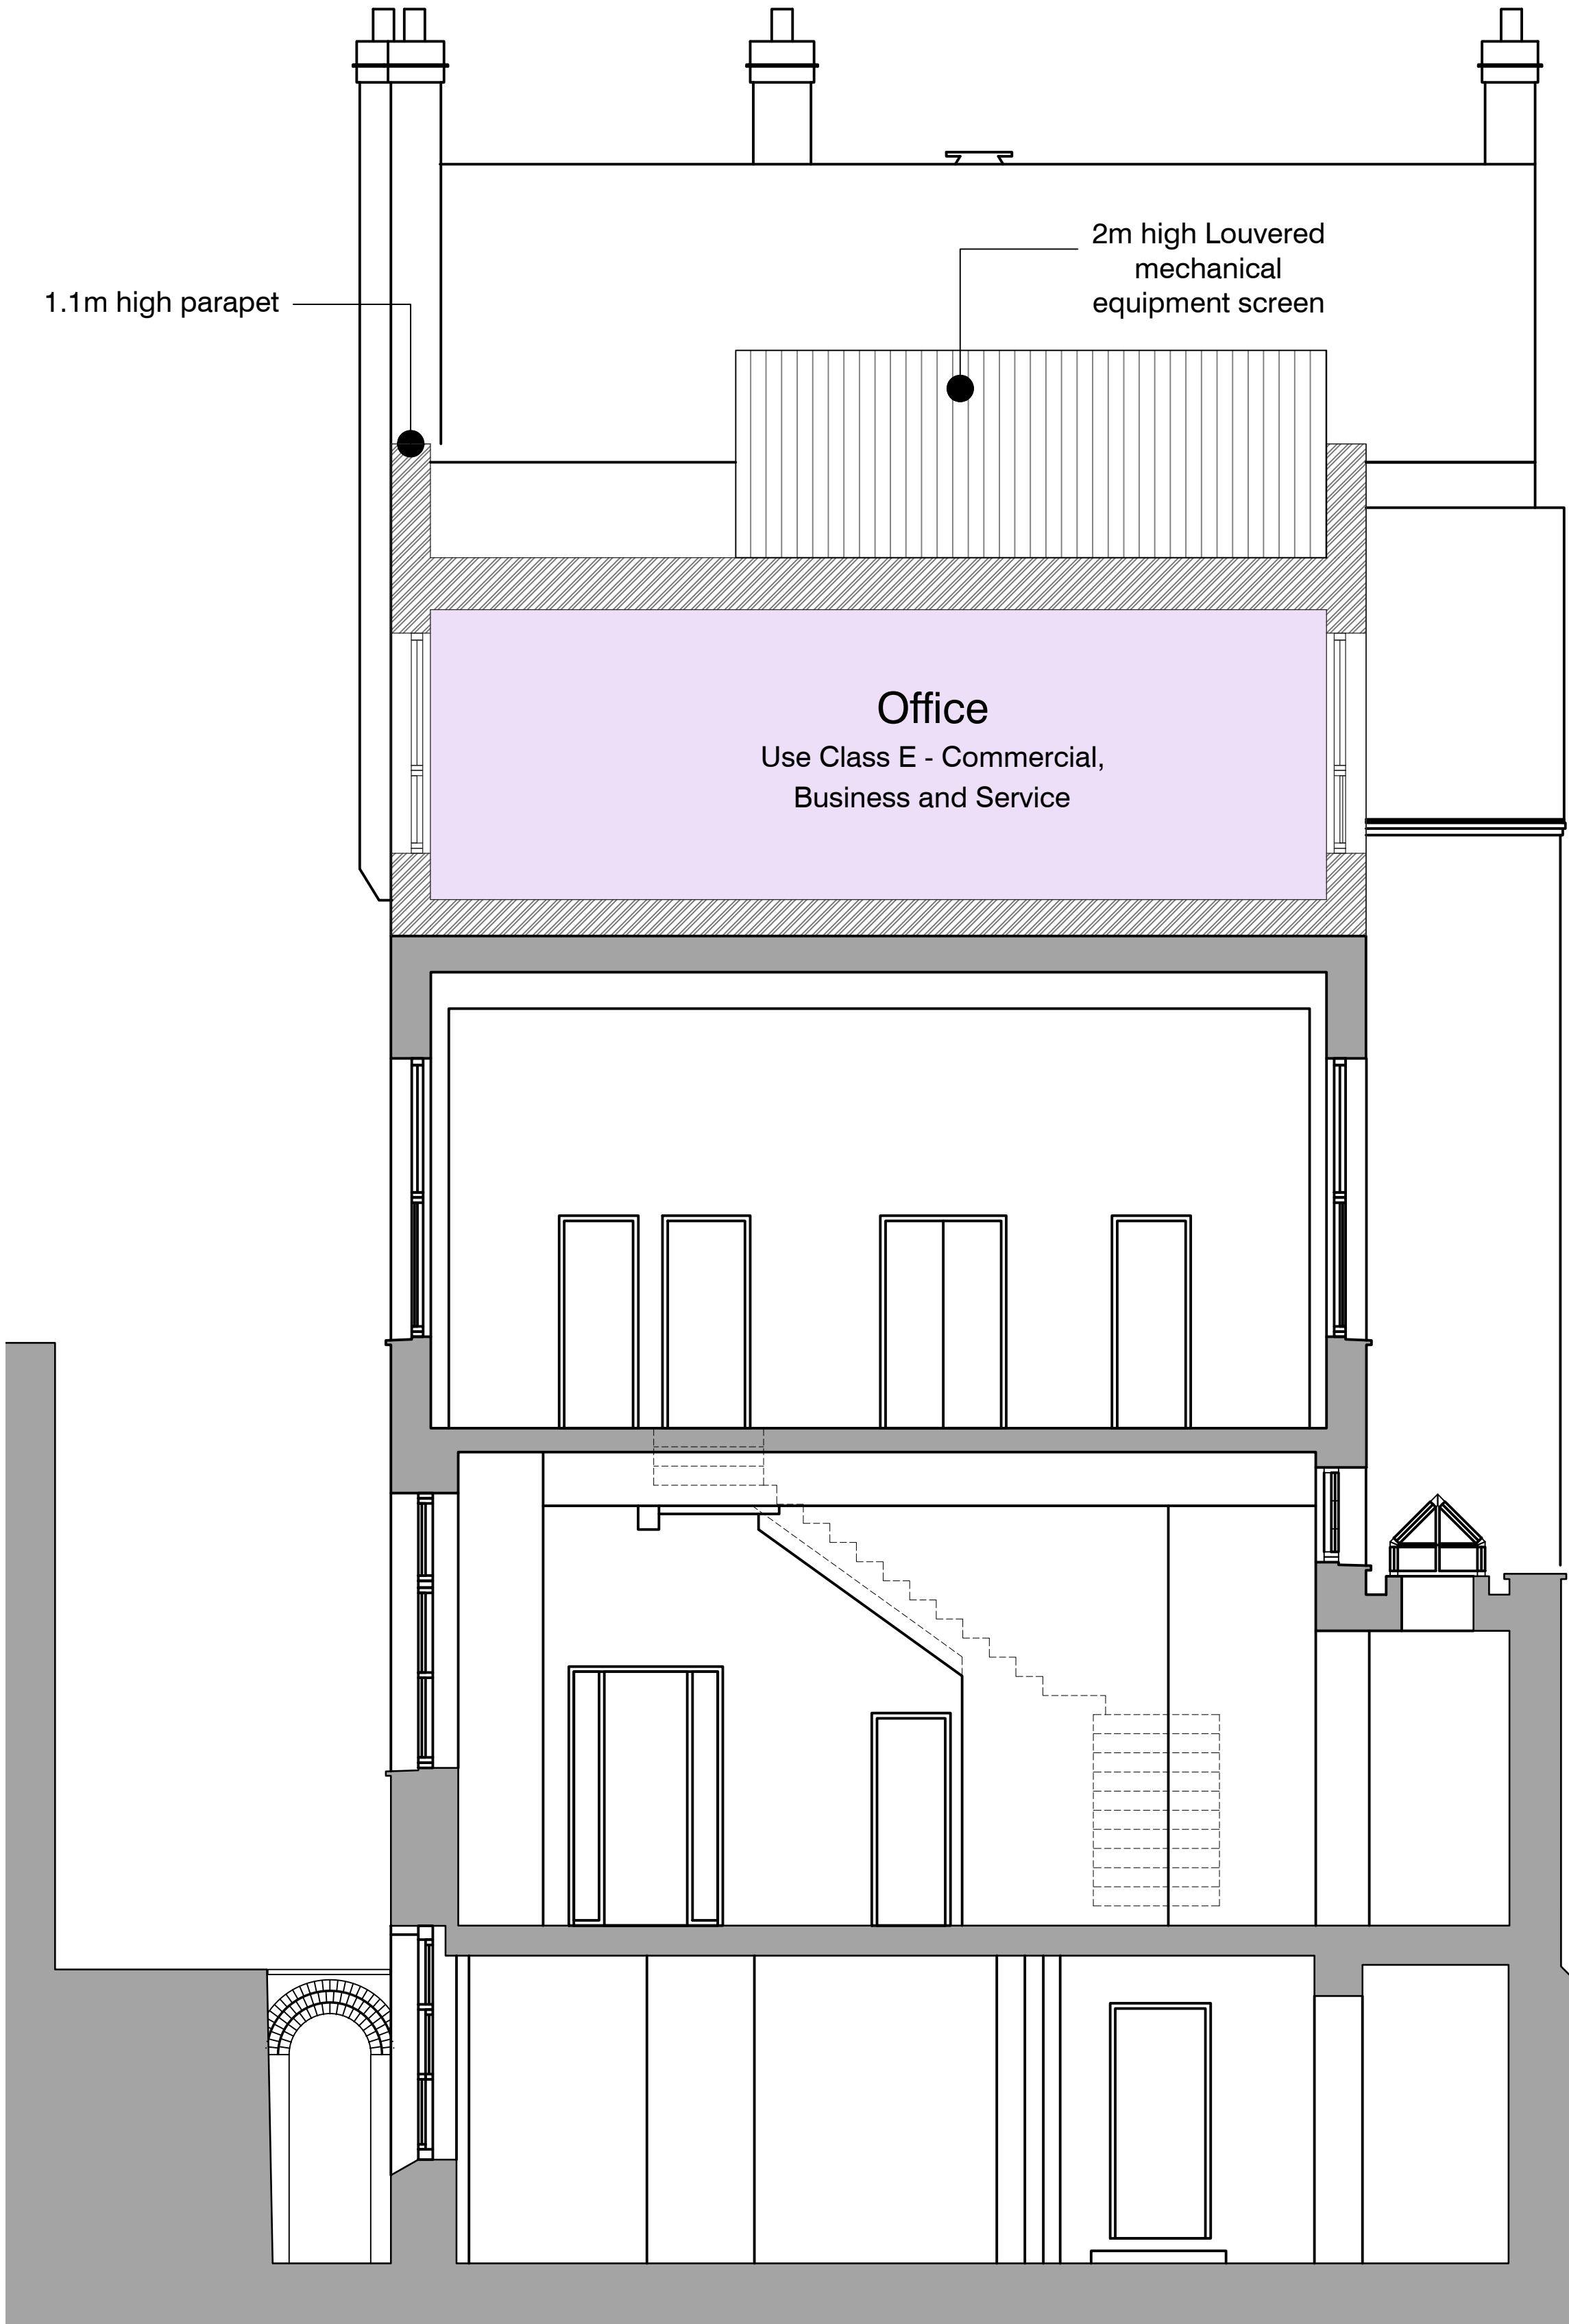 2m high Louvered
mechanical
equipment screen
1.1m high parapet
Office
Use Class E - Commercial,
Business and Service